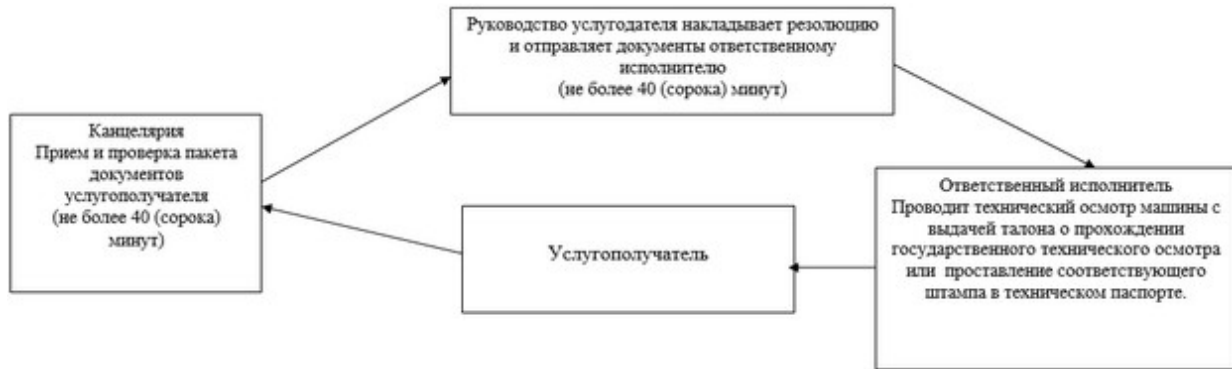 Руководство услугодателя накладывает резолюцию
и отправляет документы ответственному
исполнителю
(не более 40 (сорока) минут)
Канцелярия
Прием и проверка пакета
документов
услугополучателя
(не более 40 (сорока)
минут)
Услугополучатель
Ответственный исполнитель
Проводит технический осмотр машины с
выдачей талона о прохождении
государственного технического осмотра
или проставление соответствующего
штампа в техническом паспорте.